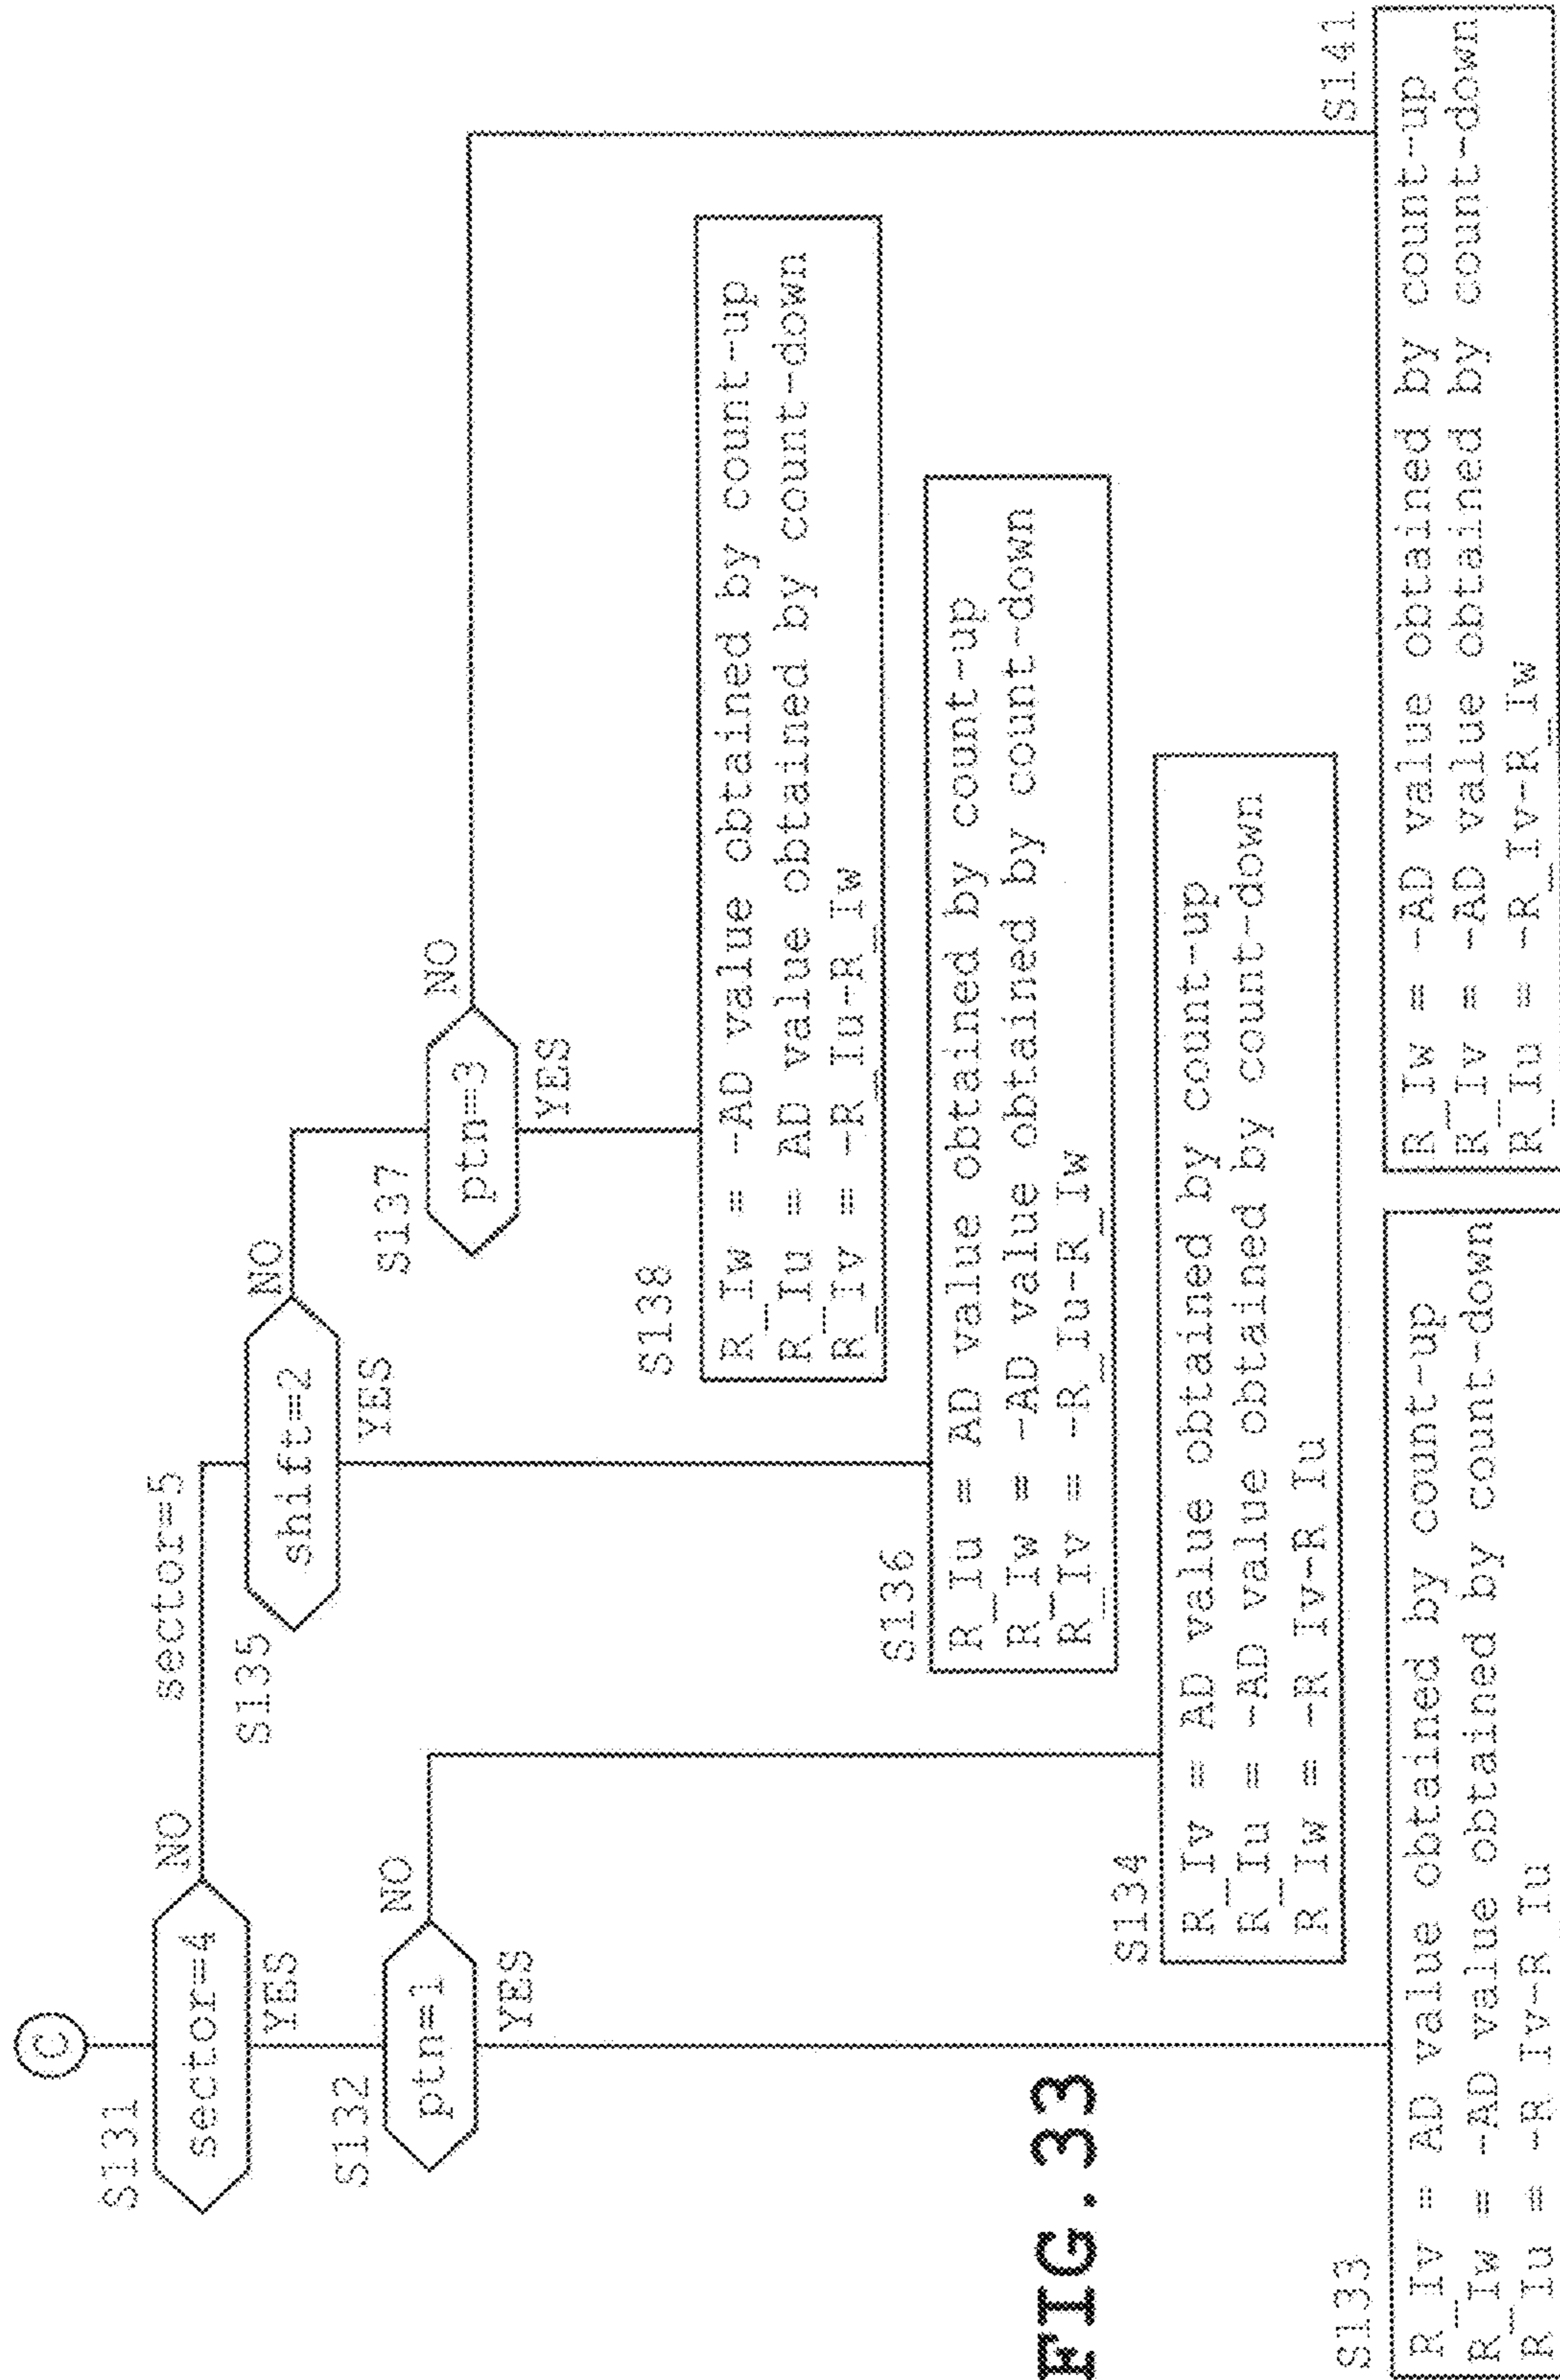 C
S131
sector=4
NO
YES
sector=5
S132
ptn=1
NO
YES
S135
shift=2
NO
YES
S137
ptn=3
NO
YES
S138
R_Iw = -AD value obtained by count-up
R_Iu = AD value obtained by count-down
R_Iv = -R_Iu-R_Iw
S136
R_Iu = AD value obtained by count-up
R_Iw = -AD value obtained by count-down
R_Iv = -R_Iu-R_Iw
S134
R_Iv = AD value obtained by count-up
R_Iu = -AD value obtained by count-down
R_Iw = -R_Iv-R_Iu
S133
R_Iv = AD value obtained by count-up
R_Iw = -AD value obtained by count-down
R_Iu = -R_Iv-R_Iu
S141
R_Iw = -AD value obtained by count-up
R_Iv = -AD value obtained by count-down
R_Iu = -R_Iv-R_Iw
FIG.33